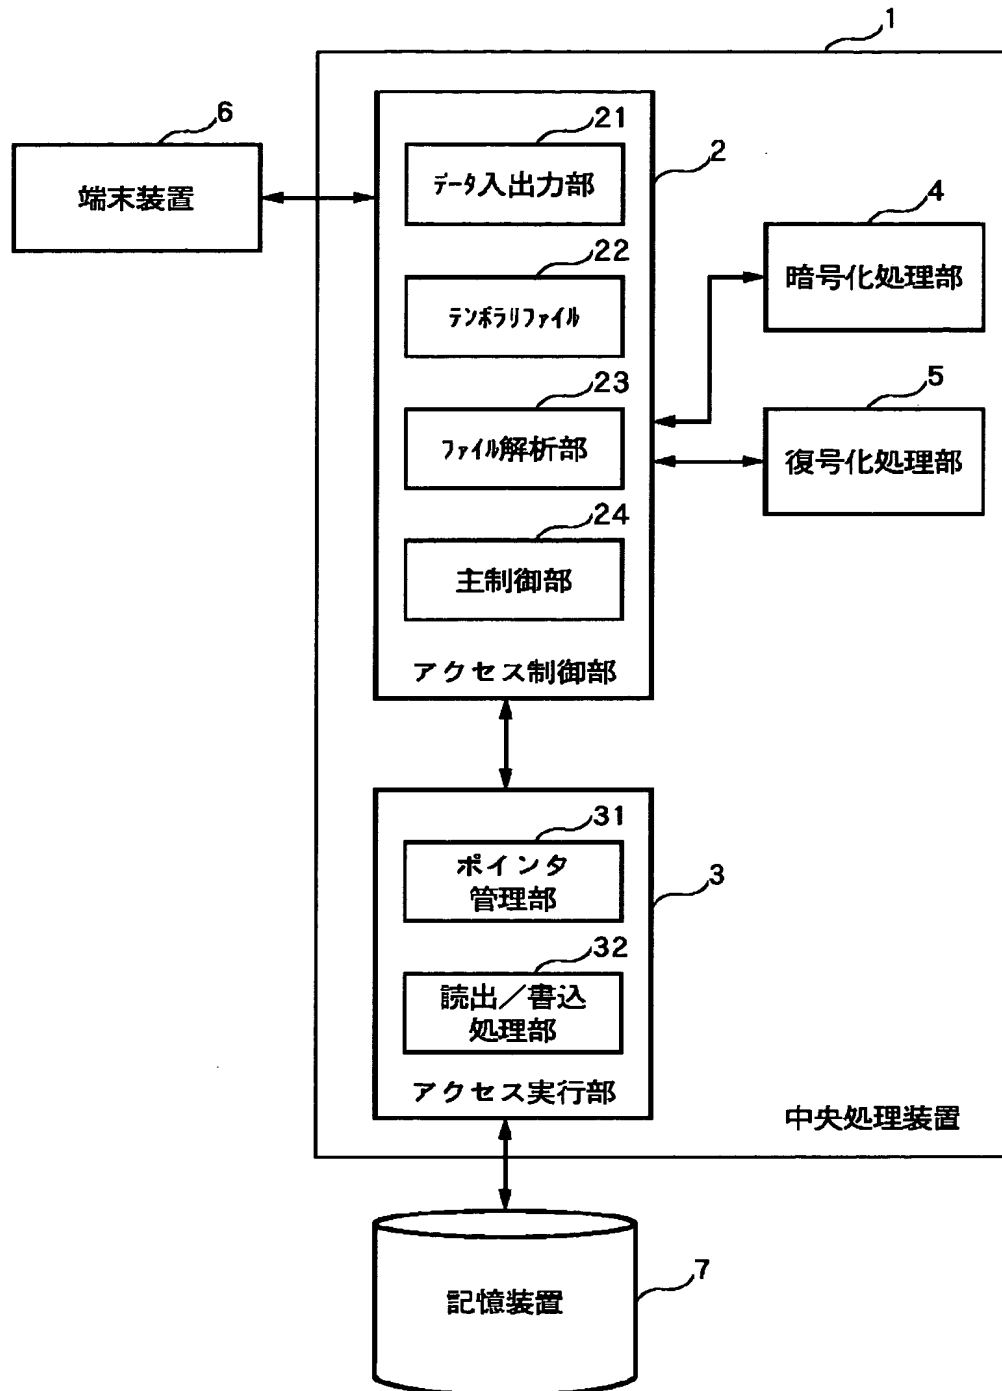 1
6
端末装置
21
データ入出力部
2
22
テンポラリファイル
4
暗号化処理部
23
ファイル解析部
5
復号化処理部
24
主制御部
アクセス制御部
31
ポインタ
管理部
3
32
読出／書込
処理部
アクセス実行部
中央処理装置
7
記憶装置